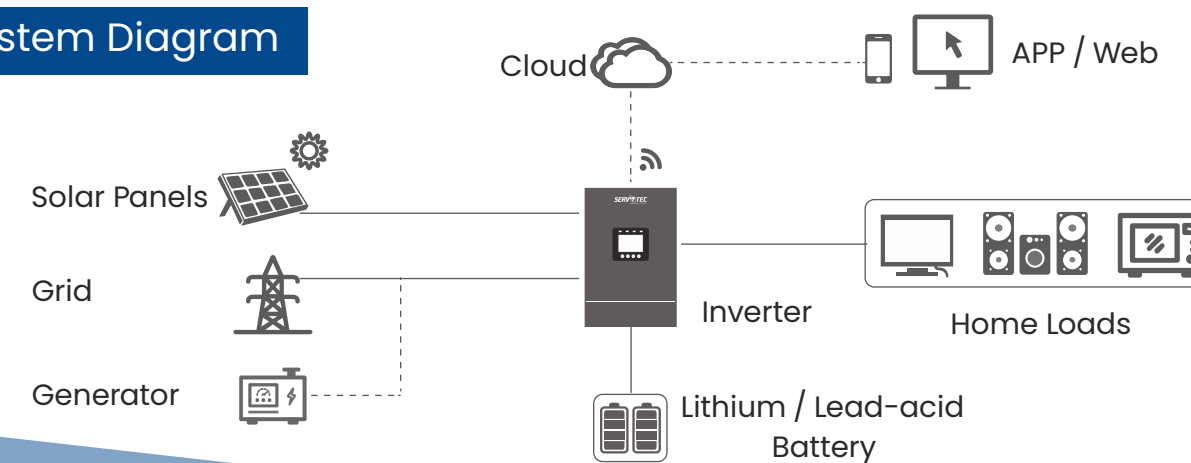 stem Diagram
Cloud
APP / Web
Solar Panels
SERVOTEC
Grid
Inverter
Home Loads
Generator
Lithium / Lead-acid
Battery